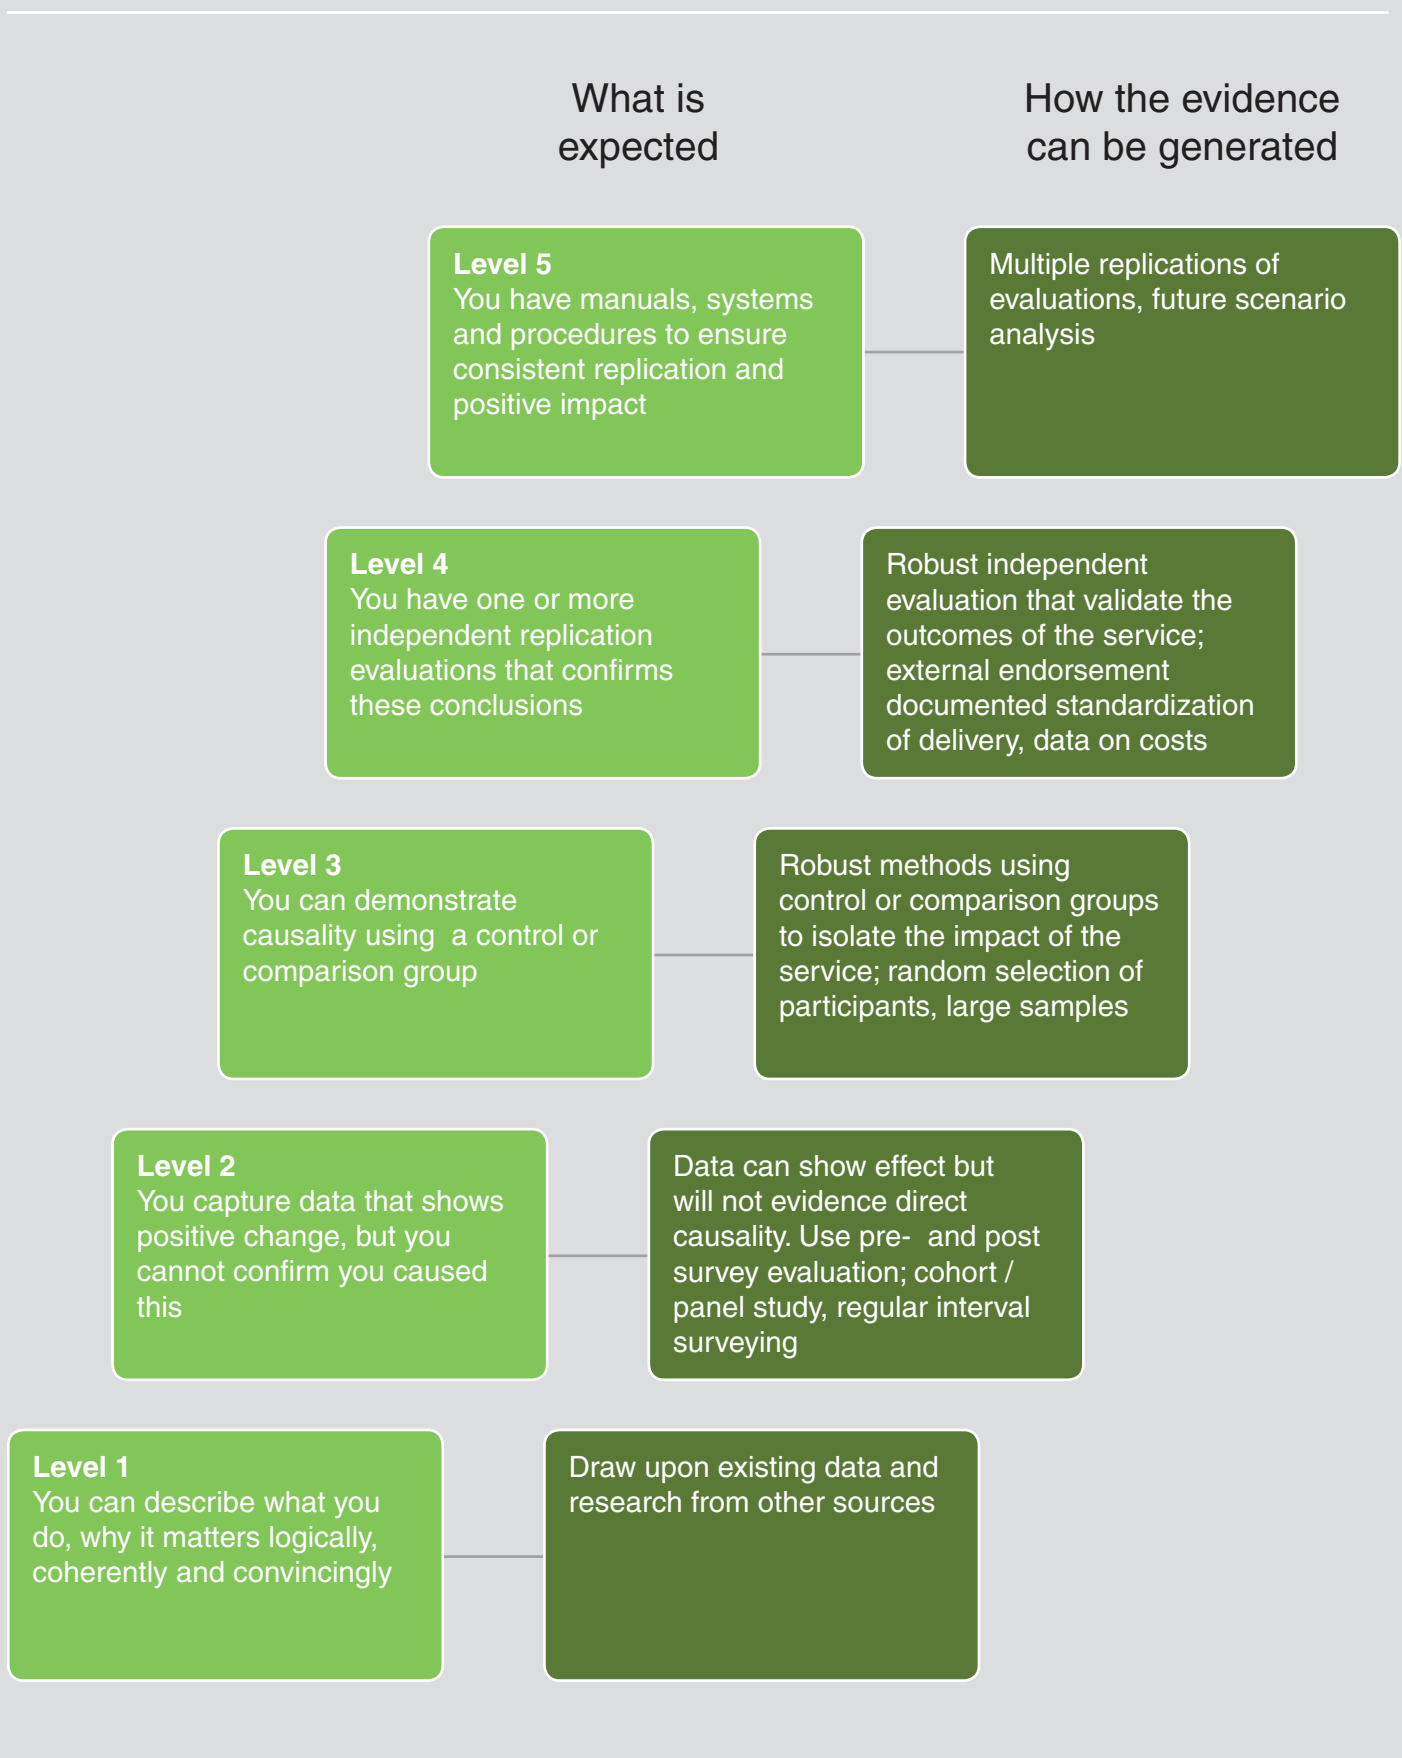 What is
expected
How the evidence
can be generated
Level 5
You have manuals, systems
and procedures to ensure
consistent replication and
positive impact
Multiple replications of
evaluations, future scenario
analysis
Level 4
You have one or more
independent replication
evaluations that confirms
these conclusions
Robust independent
evaluation that validate the
outcomes of the service;
external endorsement
documented standardization
of delivery, data on costs
Level 3
You can demonstrate
causality using  a control or
comparison group
Robust methods using
control or comparison groups
to isolate the impact of the
service; random selection of
participants, large samples
Level 2
You capture data that shows
positive change, but you
cannot confirm you caused
this
Data can show effect but
will not evidence direct
causality. Use pre-  and post
survey evaluation; cohort /
panel study, regular interval
surveying
Level 1
You can describe what you
do, why it matters logically,
coherently and convincingly
Draw upon existing data and
research from other sources